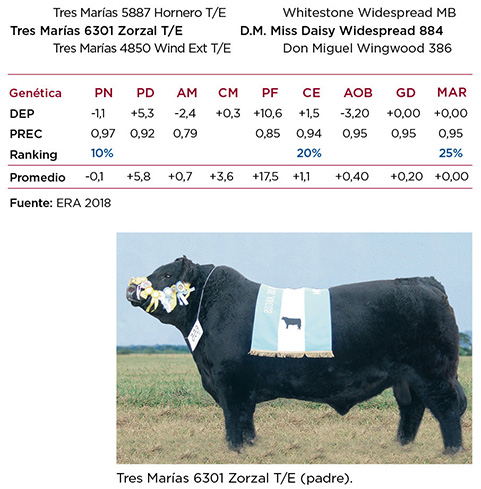 Tres Marías 5887 Hornero T/E Whitestone Widespread MB
Tres Marías 6301 Zorzal T/E D.M. Miss Daisy Widespread 884
Tres Marías 4850 Wind Ext T/E Don Miguel Wingwood 386
Genética PN PD AM CM PF CE AOB GD MAR
DEP -1,1 +5,3 -2,4 +0,3 +10,6 +1,5 -3,20 +0,00 +0,00
PREC 0,97 0,92 0,79 0,85 0,94 0,95 0,95 0,95
Ranking 10% 20% 25%
Promedio -0,1 +5,8 +0,7 +3,6 +17,5 +1,1 +0,40 +0,20 +0,00
Fuente: ERA 2018
Tres Marías 6301 Zorzal T/E (padre).